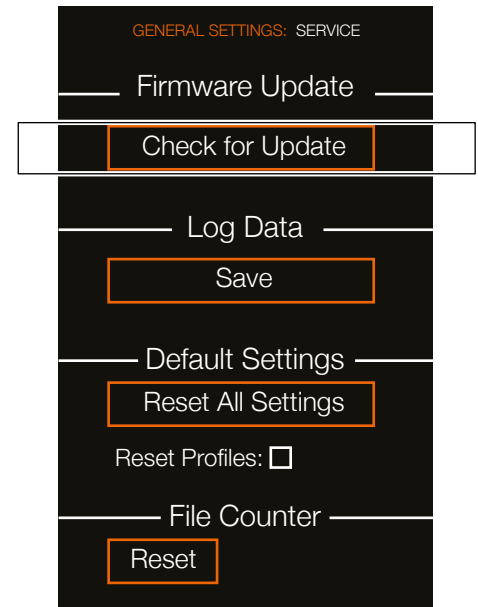 GENERAL SETTINGS: SERVICE
Firmware Update
Check for Update
Log Data
Save
Default Settings
Reset All Settings
Reset Profiles:
File Counter
Reset